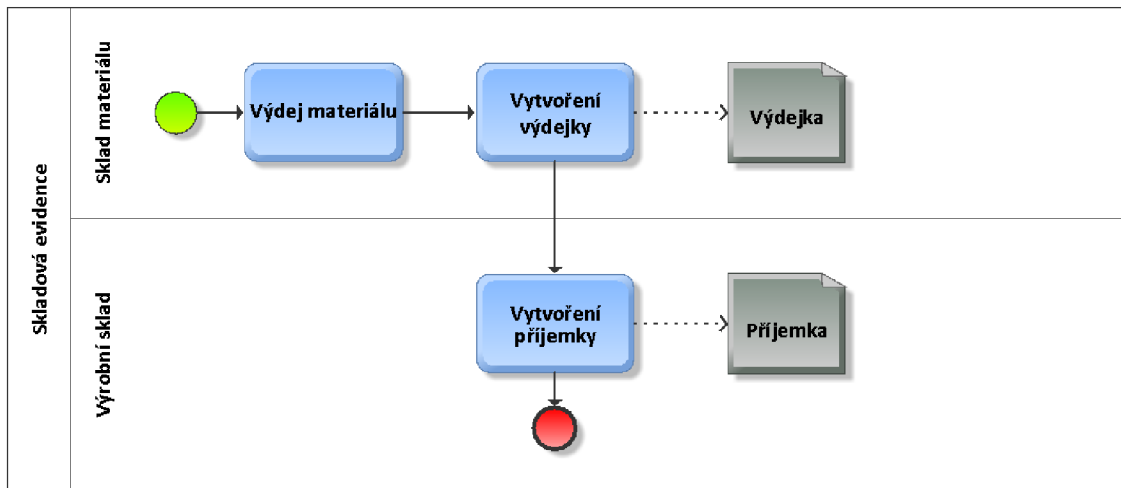 Skladová evidence
Sklad materiálu
Výdej materiálu
Vytvoření
výdejky
Výdejka
Výrobní sklad
Vytvoření
příjemky
Příjemka